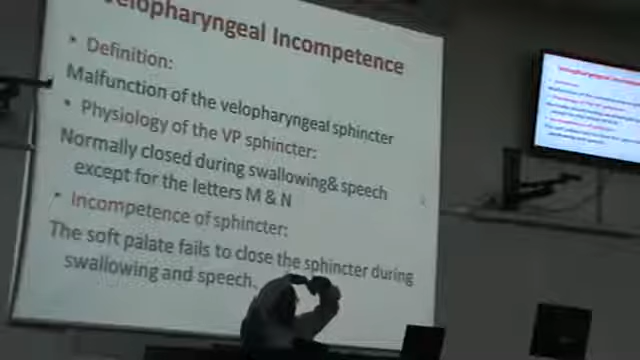 Velopharyngeal Incompetence
• Definition:
Malfunction of the velopharyngeal sphincter
• Physiology of the VP sphincter:
Normally closed during swallowing& speech
except for the letters M & N
• Incompetence of sphincter:
The soft palate fails to close the sphincter during
swallowing and speech.